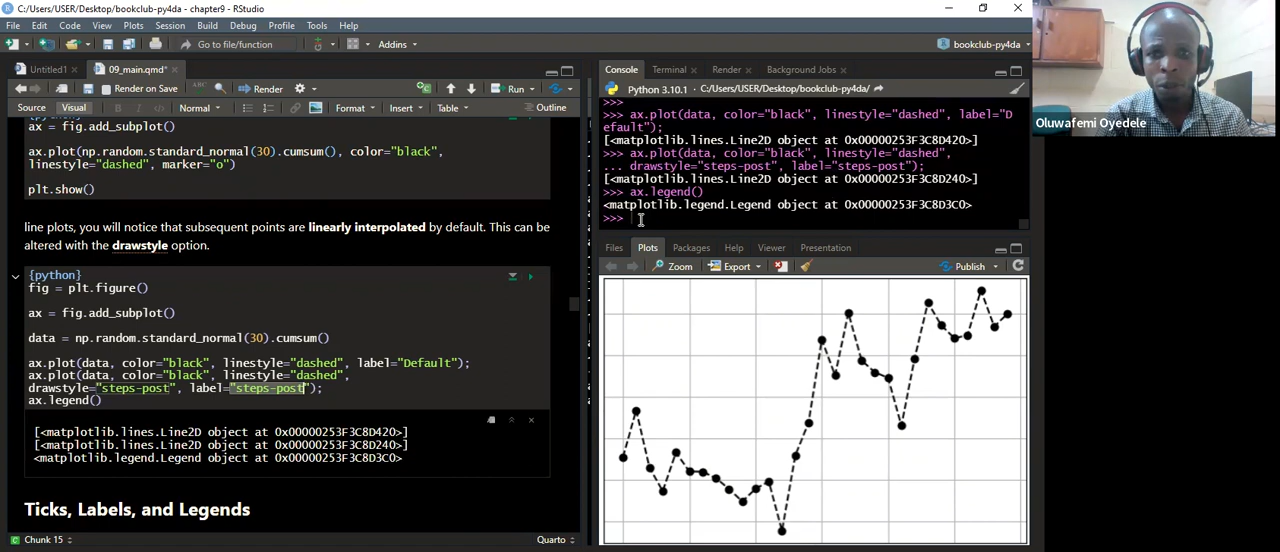 C:/Users/USER/Desktop/bookclub-py4da - chapter9 - RStudio
File Edit Code View Plots Session Build Debug Profile Tools Help
Go to file/function Addins bookclub-py4da
Untitled1 09_main.qmd*
Render on Save Render Run
Source Visual B I Normal Format Insert Table Outline
{python}
ax = fig.add_subplot()
ax.plot(np.random.standard_normal(30).cumsum(), color="black",
linestyle="dashed", marker="o")
plt.show()
line plots, you will notice that subsequent points are linearly interpolated by default. This can be
altered with the drawstyle option.
{python}
fig = plt.figure()
ax = fig.add_subplot()
data = np.random.standard_normal(30).cumsum()
ax.plot(data, color="black", linestyle="dashed", label="Default");
ax.plot(data, color="black", linestyle="dashed",
drawstyle="steps-post", label="steps-post");
ax.legend()
[<matplotlib.lines.Line2D object at 0x00000253F3C8D420>]
[<matplotlib.lines.Line2D object at 0x00000253F3C8D240>]
<matplotlib.legend.Legend object at 0x00000253F3C8D3C0>
Ticks, Labels, and Legends
Chunk 15 Quarto
Console Terminal Render Background Jobs
Python 3.10.1 · C:/Users/USER/Desktop/bookclub-py4da/
>>>
>>> ax.plot(data, color="black", linestyle="dashed", label="D
efault");
[<matplotlib.lines.Line2D object at 0x00000253F3C8D420>]
>>> ax.plot(data, color="black", linestyle="dashed",
... drawstyle="steps-post", label="steps-post");
[<matplotlib.lines.Line2D object at 0x00000253F3C8D240>]
>>> ax.legend()
<matplotlib.legend.Legend object at 0x00000253F3C8D3C0>
>>>
Files Plots Packages Help Viewer Presentation
Zoom Export Publish
Oluwafemi Oyedele